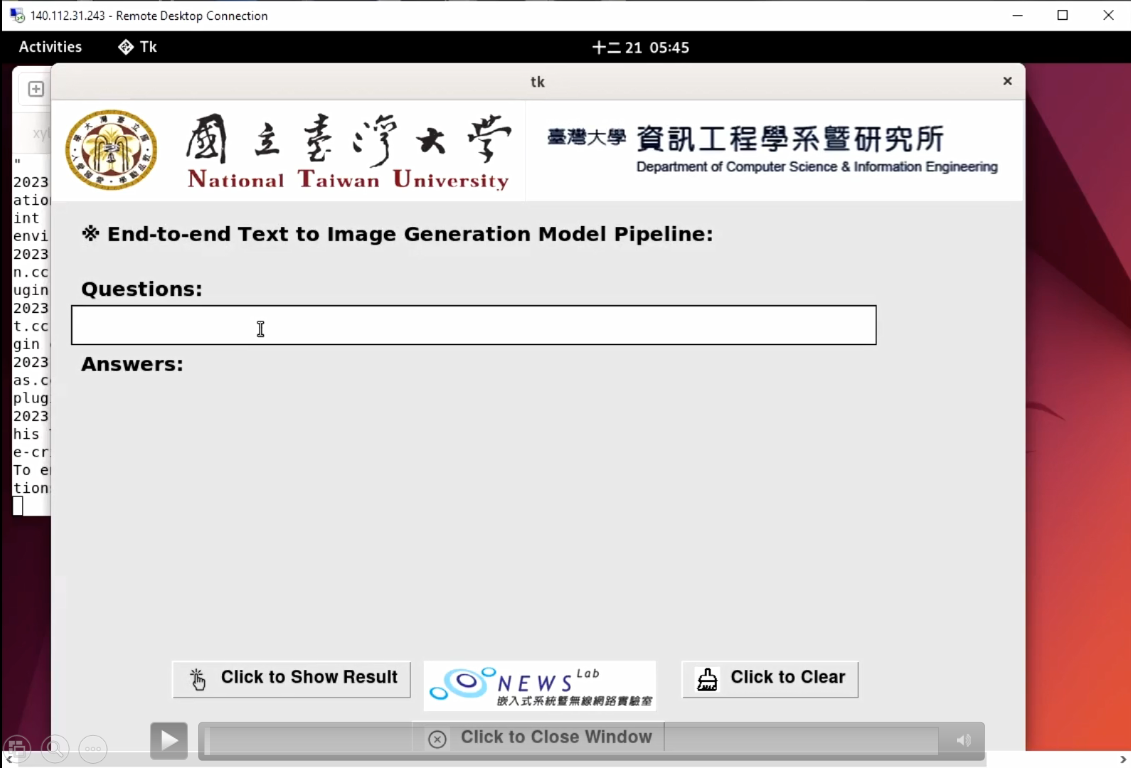 140.112.31.243 - Remote Desktop Connection
Activities
Tk
十二 21 05:45
tk
國立臺灣大學
National Taiwan University
臺灣大學 資訊工程學系暨研究所
Department of Computer Science & Information Engineering
xyl
"
2023
ation
int
envi
2023
n.cc
ugin
2023
t.cc
gin
2023
as.c
plug
2023
his
e-cr
To e
tion
※ End-to-end Text to Image Generation Model Pipeline:
Questions:
Answers:
Click to Show Result
NEWS Lab
嵌入式系統暨無線網路實驗室
Click to Clear
Click to Close Window